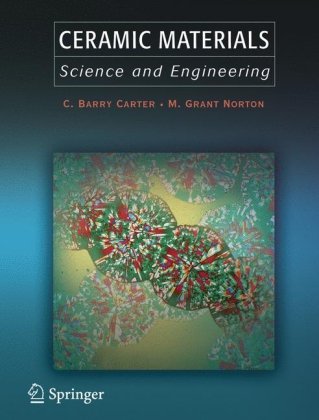 CERAMIC MATERIALS
Science and Engineering
C. BARRY CARTER • M. GRANT NORTON
Springer